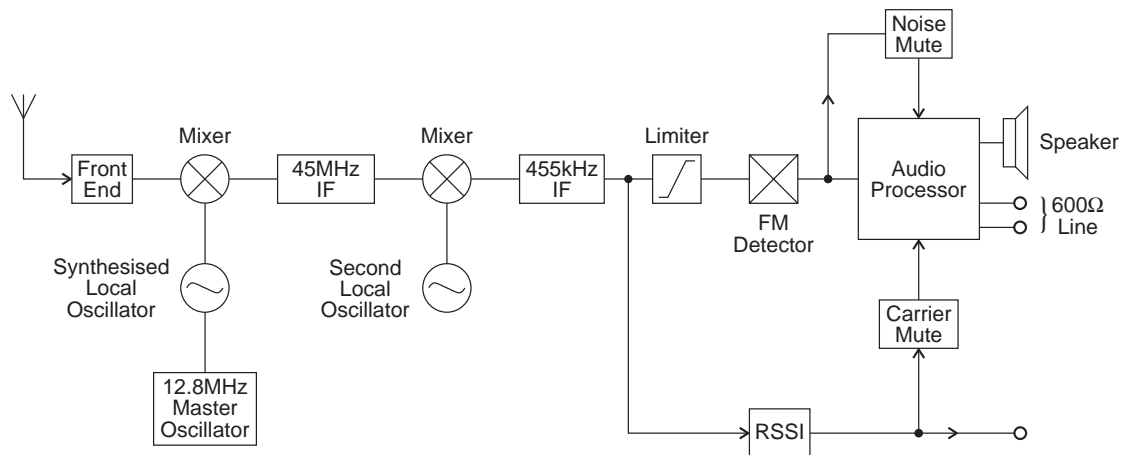 Noise
Mute
Mixer
Mixer
Limiter
Speaker
Front
End
45MHz
IF
455kHz
IF
Audio
Processor
600Ω
Line
FM
Detector
Synthesised
Local
Oscillator
Second
Local
Oscillator
Carrier
Mute
12.8MHz
Master
Oscillator
RSSI